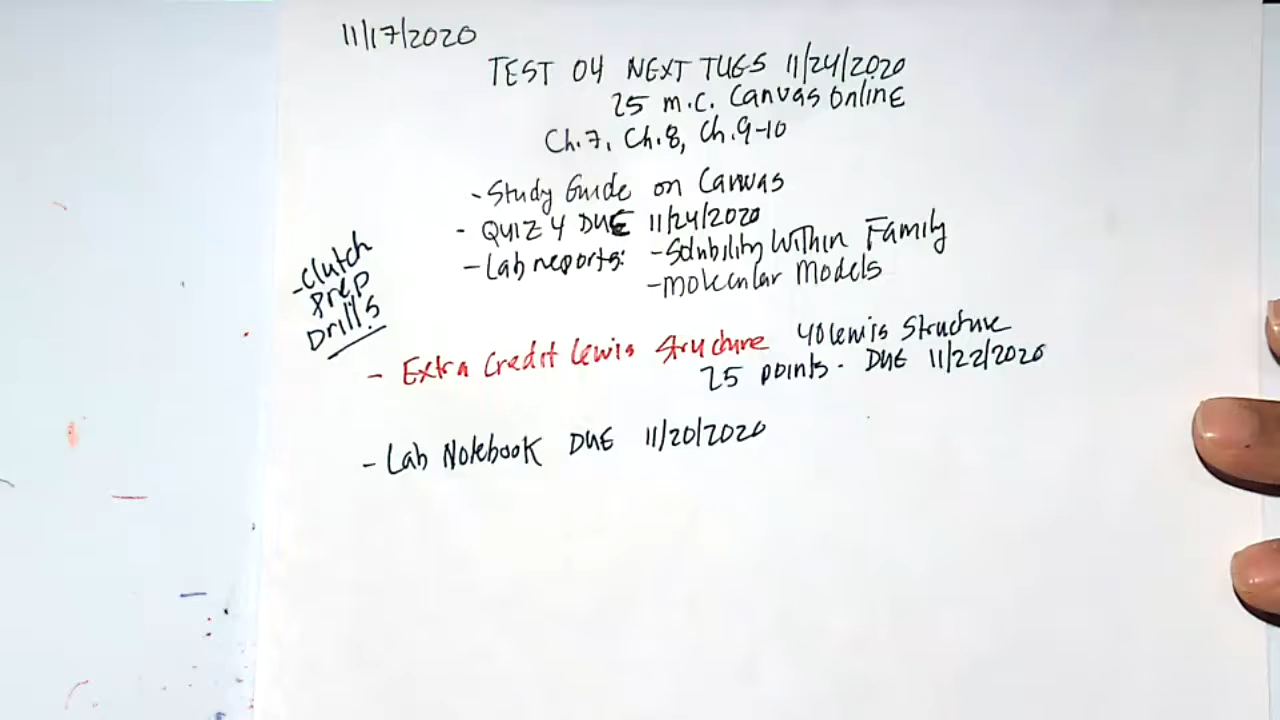 11/17/2020
TEST 04 NEXT TUES 11/24/2020
25 m.c. Canvas Online
Ch.7, Ch.8, Ch.9-10
-Study Guide on Canvas
- QUIZ 4 DUE 11/24/2020
- Lab reports: -Solubility Within Family
-Molecular Models
-Clutch
Prep
Drills
- Extra Credit Lewis Structure 40 lewis Structure
25 points. DUE 11/22/2020
- Lab Notebook DUE 11/20/2020